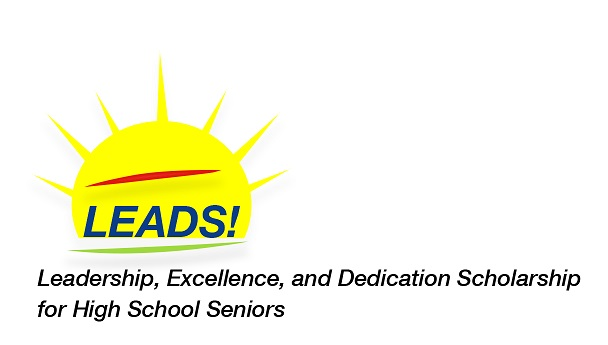 LEADS!
Leadership, Excellence, and Dedication Scholarship
for High School Seniors